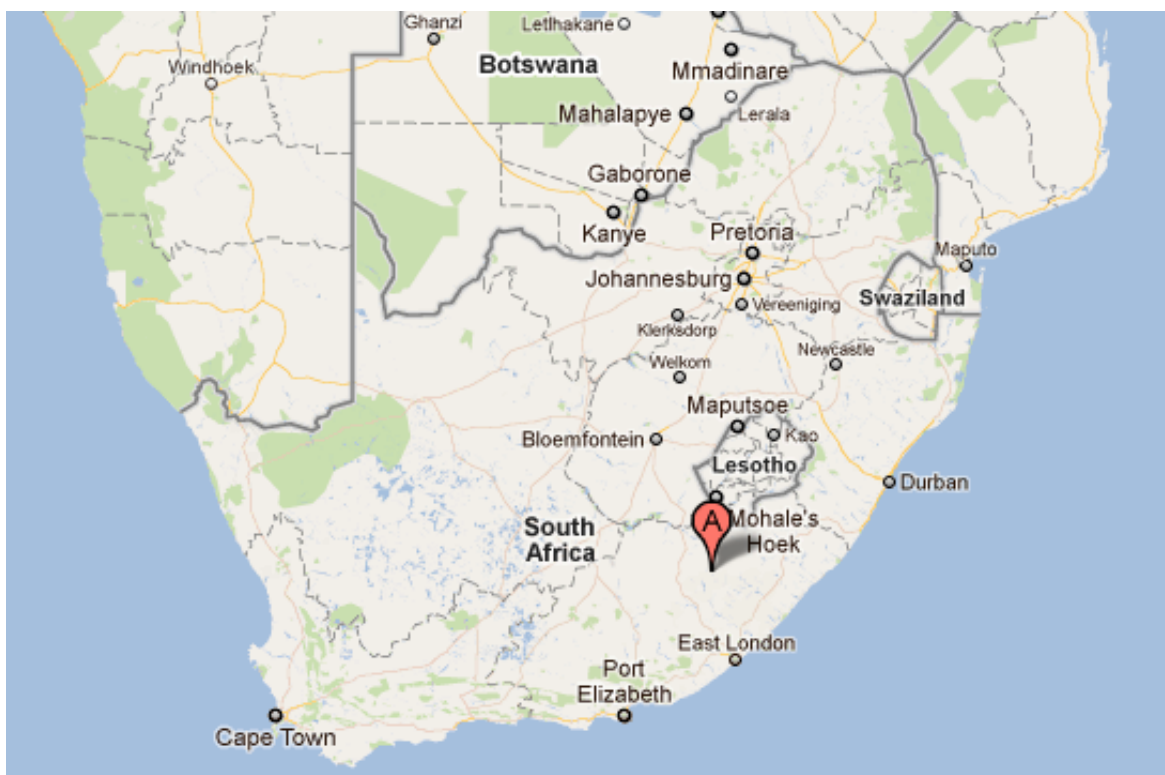 Ghanzi
Letlhakane
Windhoek
Botswana
Mmadinare
Mahalapye
Lerala
Gaborone
Kanye
Pretoria
Maputo
Johannesburg
Swaziland
Vereeniging
Klerksdorp
Newcastle
Welkom
Maputsoe
Bloemfontein
Kao
Lesotho
Durban
A
Mohale's
Hoek
South
Africa
East London
Port
Elizabeth
Cape Town